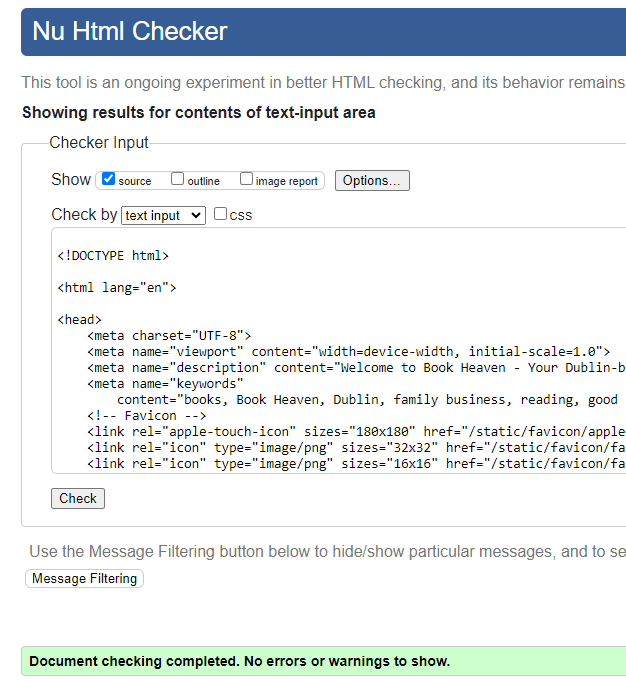 Nu Html Checker
This tool is an ongoing experiment in better HTML checking, and its behavior remains
Showing results for contents of text-input area
Checker Input
Show source outline image report Options...
Check by text input css
<!DOCTYPE html>
<html lang="en">
<head>
<meta charset="UTF-8">
<meta name="viewport" content="width=device-width, initial-scale=1.0">
<meta name="description" content="Welcome to Book Heaven - Your Dublin-b
<meta name="keywords"
content="books, Book Heaven, Dublin, family business, reading, good
<!-- Favicon -->
<link rel="apple-touch-icon" sizes="180x180" href="/static/favicon/apple
<link rel="icon" type="image/png" sizes="32x32" href="/static/favicon/fa
<link rel="icon" type="image/png" sizes="16x16" href="/static/favicon/fa
Check
Use the Message Filtering button below to hide/show particular messages, and to se
Message Filtering
Document checking completed. No errors or warnings to show.